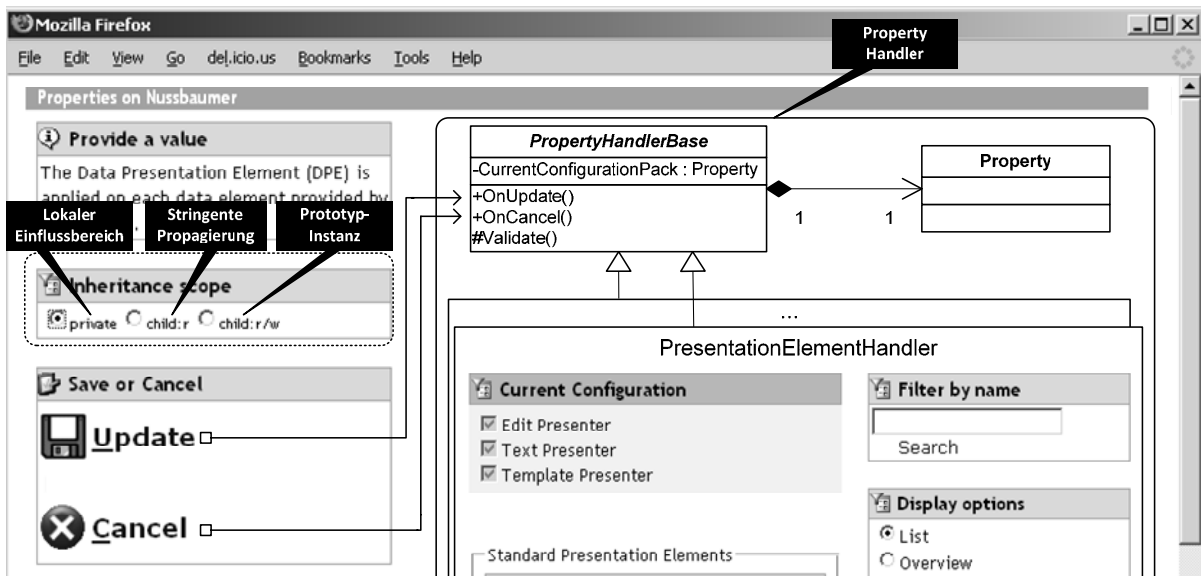 Mozilla Firefox
File Edit View Go del.icio.us Bookmarks Tools Help
Property
Handler
Properties on Nussbaumer
Provide a value
The Data Presentation Element (DPE) is
applied on each data element provided by
Lokaler
Einflussbereich
Stringente
Propagierung
Prototyp-
Instanz
Inheritance scope
private child:r child:r/w
Save or Cancel
Update
Cancel
PropertyHandlerBase
-CurrentConfigurationPack : Property
+OnUpdate()
+OnCancel()
#Validate()
1 1
Property
...
PresentationElementHandler
Current Configuration
Edit Presenter
Text Presenter
Template Presenter
Standard Presentation Elements
Filter by name
Search
Display options
List
Overview